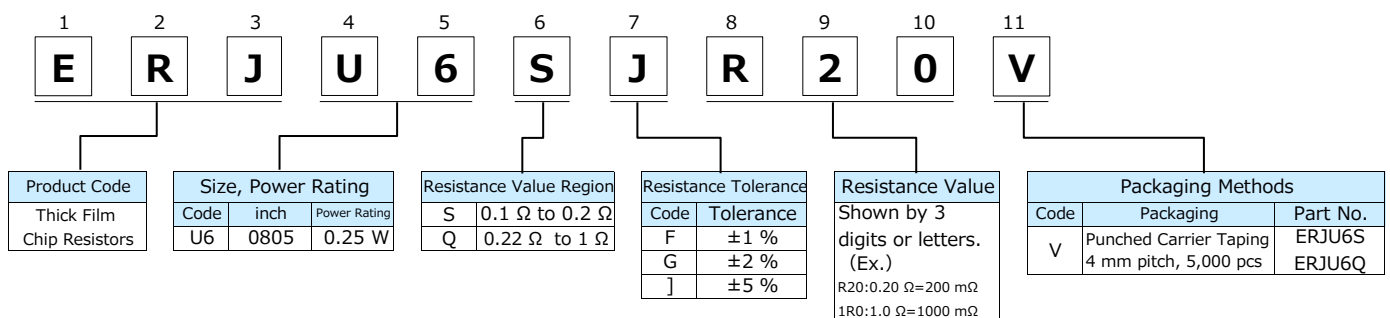 1 2 3 4 5 6 7 8 9 10 11
E R J U 6 S J R 2 0 V
Product Code
Thick Film
Chip Resistors
Size, Power Rating
Code inch Power Rating
U6 0805 0.25 W
Resistance Value Region
S 0.1 Ω to 0.2 Ω
Q 0.22 Ω to 1 Ω
Resistance Tolerance
Code Tolerance
F ±1 %
G ±2 %
] ±5 %
Resistance Value
Shown by 3
digits or letters.
（Ex.）
R20:0.20 Ω=200 mΩ
1R0:1.0 Ω=1000 mΩ
Packaging Methods
Code Packaging Part No.
V Punched Carrier Taping ERJU6S
4 mm pitch, 5,000 pcs ERJU6Q